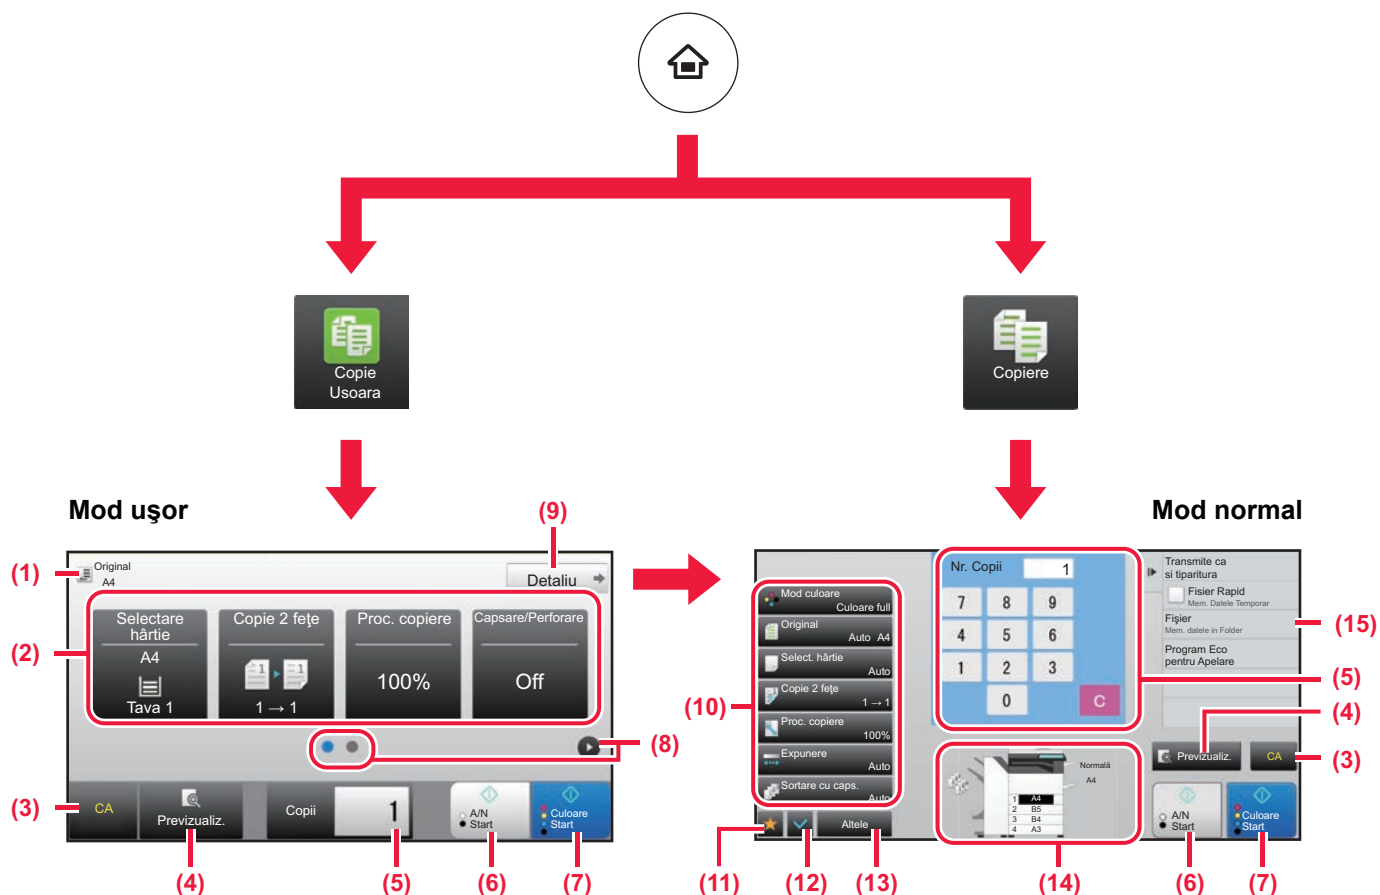 Copie
Usoara
Copiere
Mod uşor
(9)
Mod normal
(1)
Original
A4
Detaliu
(2)
Selectare
hârtie
A4
Tava 1
Copie 2 feţe
1
1
1 → 1
Proc. copiere
100%
Capsare/Perforare
Off
(8)
(3)
CA
Previzualiz.
Copii
1
A/N
Start
Culoare
Start
(4)
(5)
(6)
(7)
(10)
Mod culoare
Culoare full
Original
Auto A4
Select. hârtie
Auto
Copie 2 feţe
1 → 1
Proc. copiere
100%
Expunere
Auto
Sortare cu caps.
Auto
Altele
Nr. Copii
1
7 8 9
4 5 6
1 2 3
0 C
Normală
A4
1 A4
2 B5
3 B4
4 A3
Transmite ca
si tiparitura
Fisier Rapid
Mem. Datele Temporar
Fişier
Mem. datele in Folder
Program Eco
pentru Apelare
(15)
(5)
(4)
Previzualiz.
CA
(3)
A/N
Start
Culoare
Start
(11)
(12)
(13)
(14)
(6)
(7)